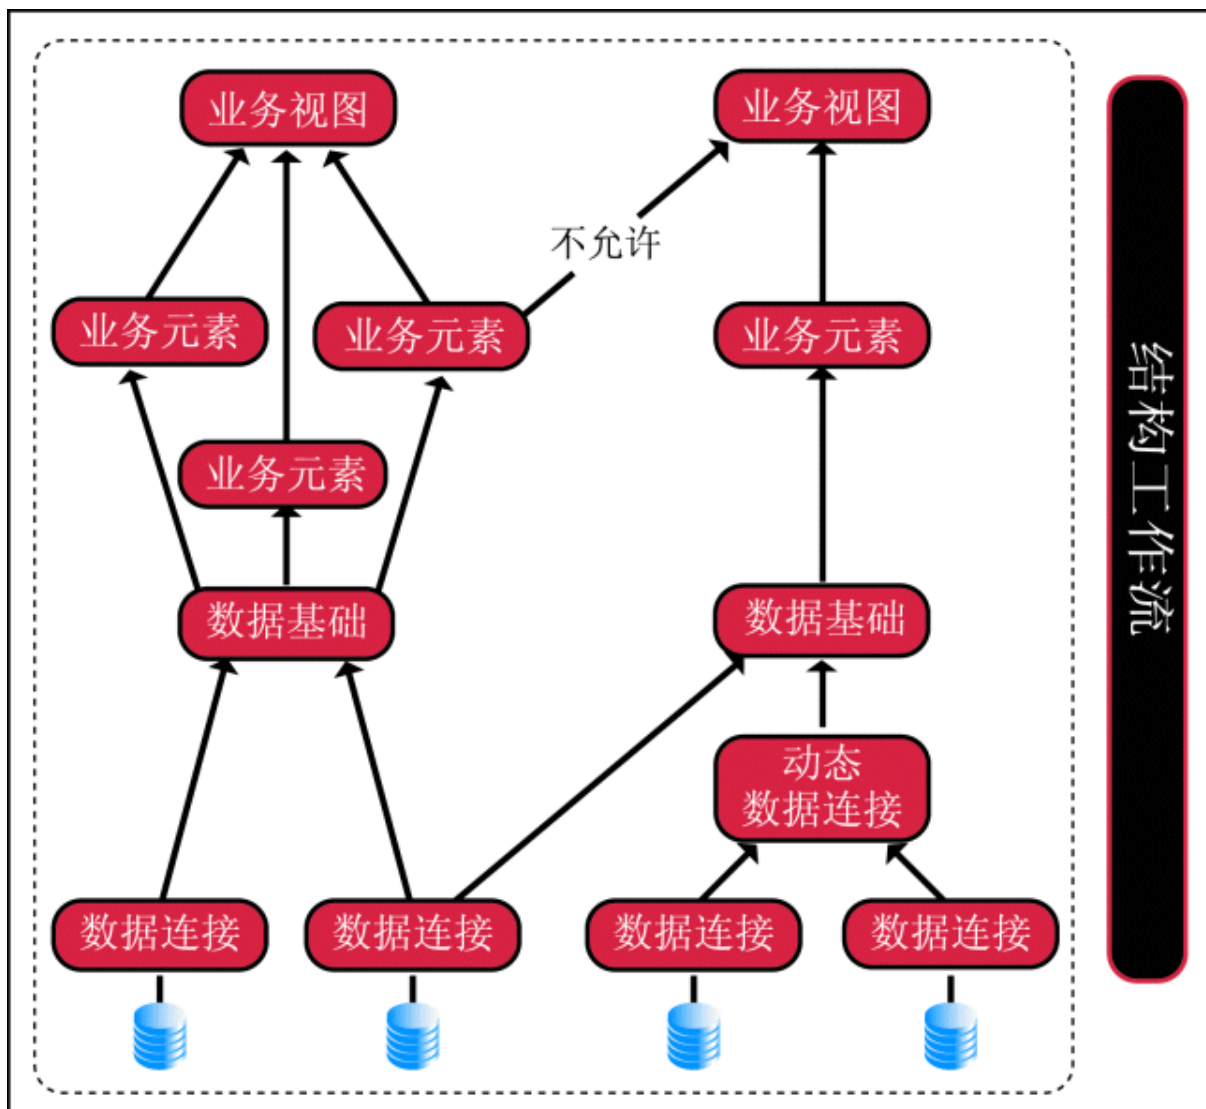 业务视图
业务视图
不允许
业务元素
业务元素
业务元素
业务元素
数据基础
数据基础
动态
数据连接
数据连接
数据连接
数据连接
数据连接
结构工作流